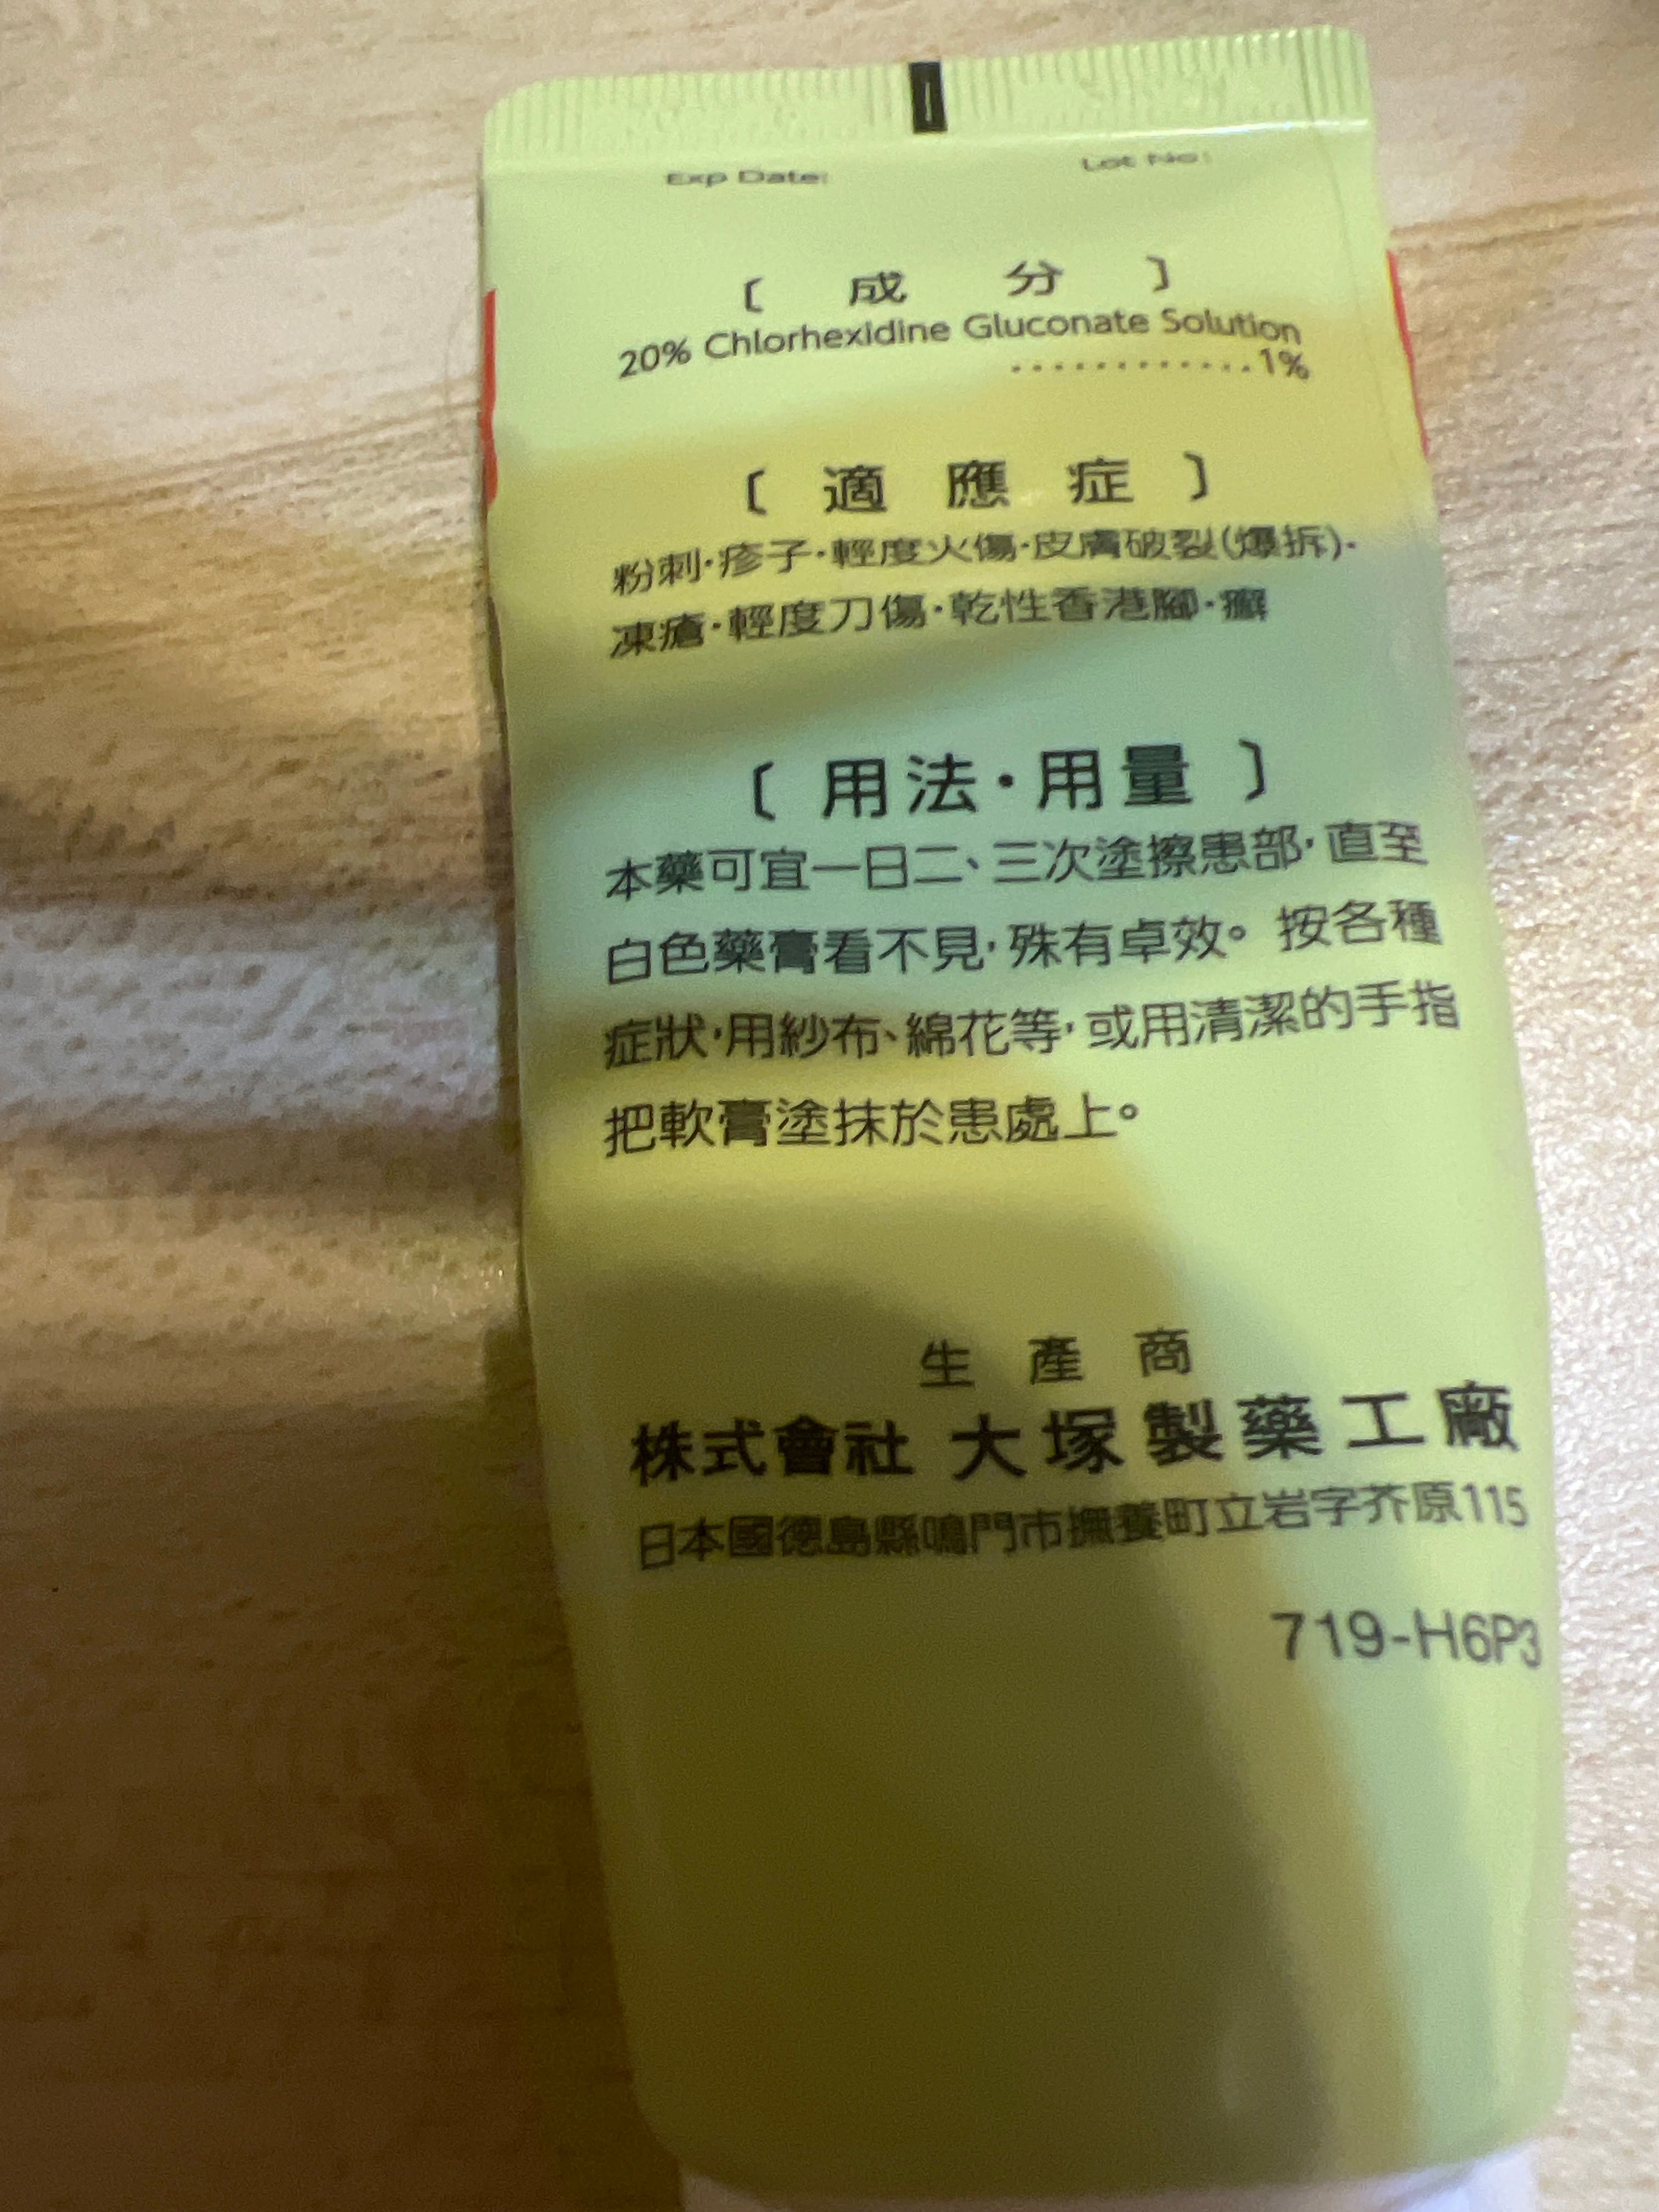 Exp Date: Lot No:
〔 成 分 〕
20% Chlorhexidine Gluconate Solution
.............1%
〔 適 應 症 〕
粉刺·疹子·輕度火傷·皮膚破裂(爆拆)·
凍瘡·輕度刀傷·乾性香港腳·癬
〔 用法·用量 〕
本藥可宜一日二、三次塗擦患部,直至
白色藥膏看不見,殊有卓效。按各種
症狀,用紗布、綿花等,或用清潔的手指
把軟膏塗抹於患處上。
生 產 商
株式會社 大塚製藥工廠
日本國德島縣鳴門市撫養町立岩字芥原115
719-H6P3